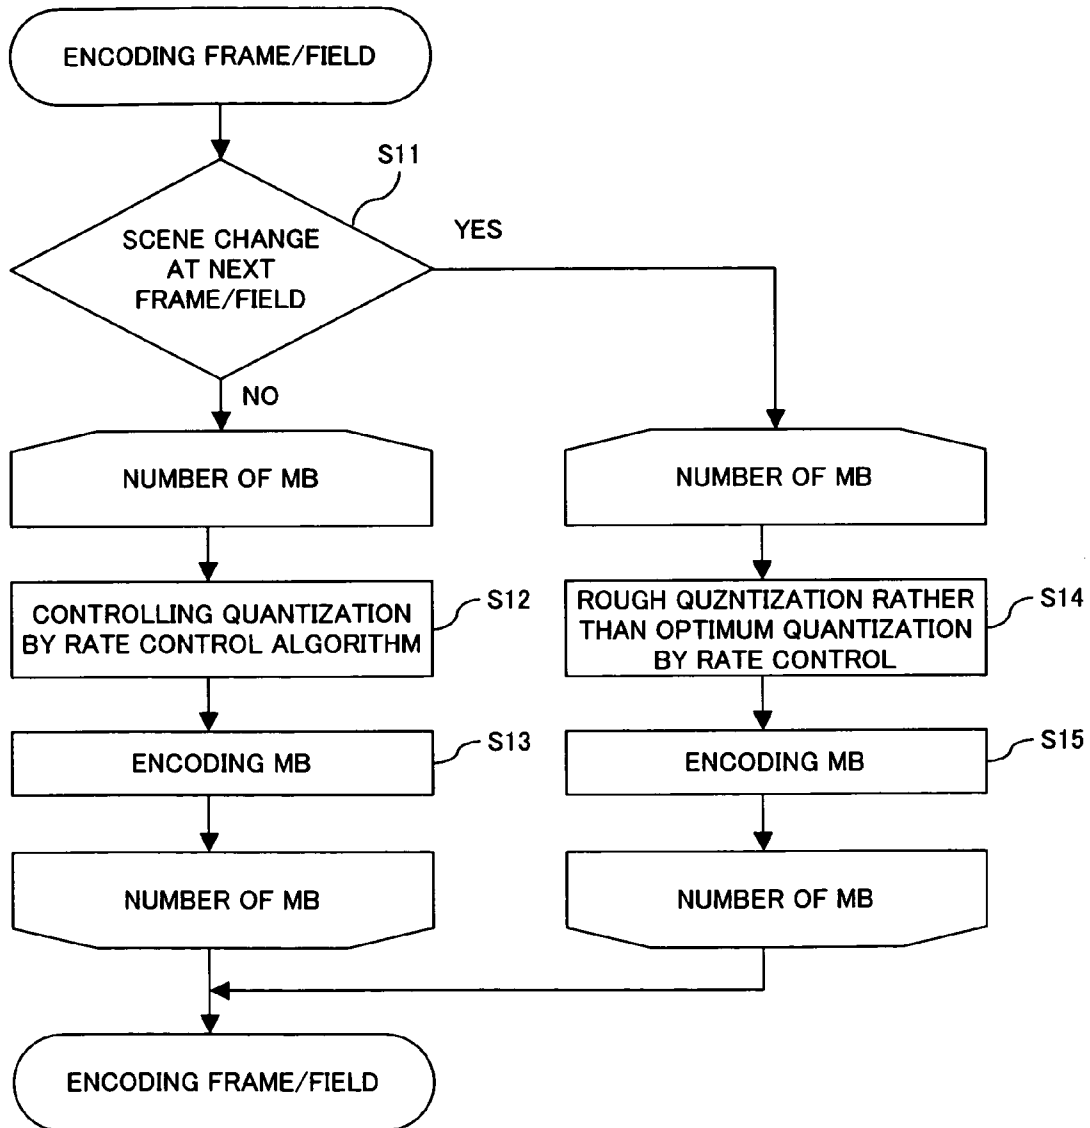 ENCODING FRAME/FIELD
S11
SCENE CHANGE
AT NEXT
FRAME/FIELD
YES
NO
NUMBER OF MB
NUMBER OF MB
CONTROLLING QUANTIZATION
BY RATE CONTROL ALGORITHM
S12
ROUGH QUZNTIZATION RATHER
THAN OPTIMUM QUANTIZATION
BY RATE CONTROL
S14
ENCODING MB
S13
ENCODING MB
S15
NUMBER OF MB
NUMBER OF MB
ENCODING FRAME/FIELD